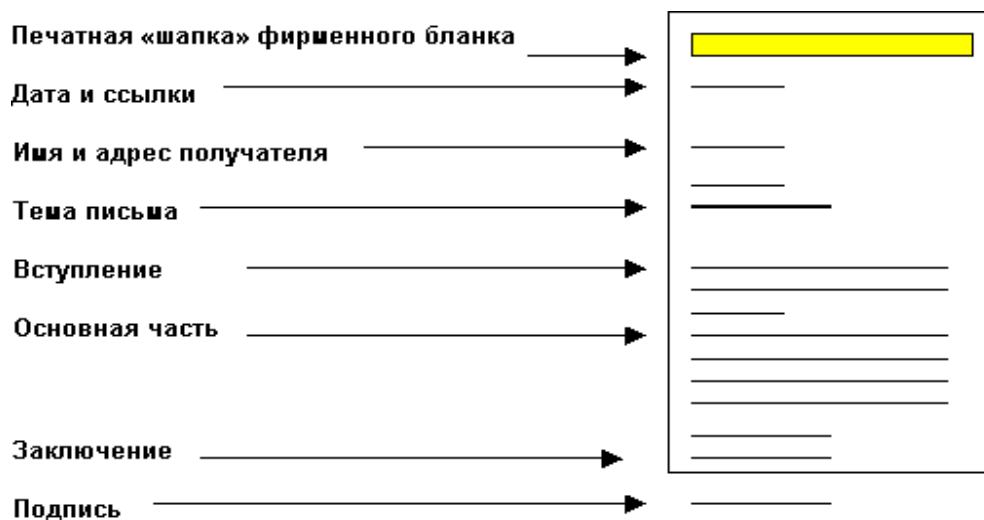 Печатная «шапка» фирменного бланка
Дата и ссылки
Имя и адрес получателя
Тема письма
Вступление
Основная часть
Заключение
Подпись